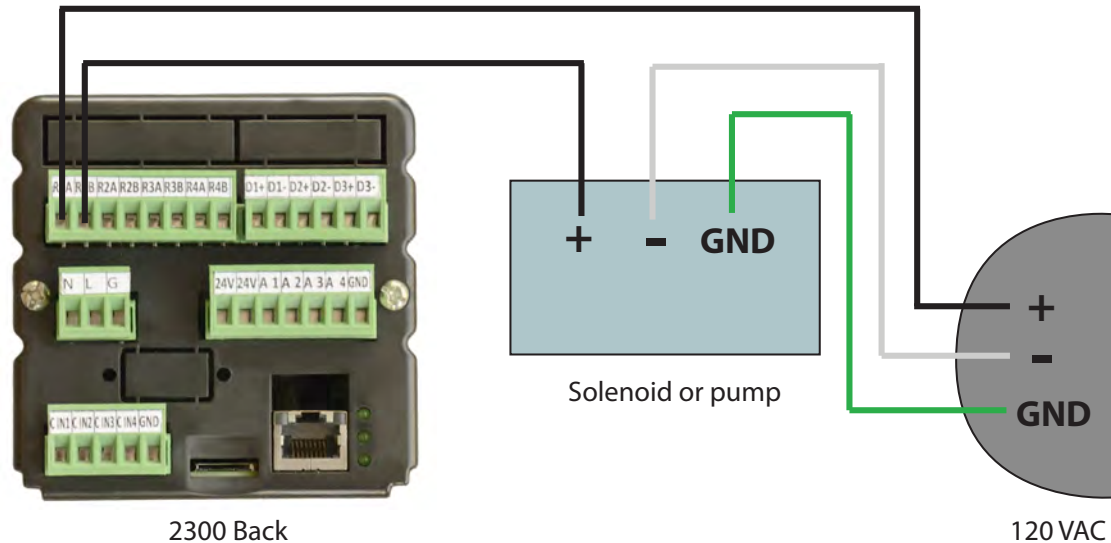 R1A R1B R2A R2B R3A R3B R4A R4B
D1+ D1- D2+ D2- D3+ D3-
N L G
24V 24V A 1 A 2 A 3 A 4 GND
C IN1 C IN2 C IN3 C IN4 GND
+ - GND
Solenoid or pump
+
-
GND
2300 Back
120 VAC